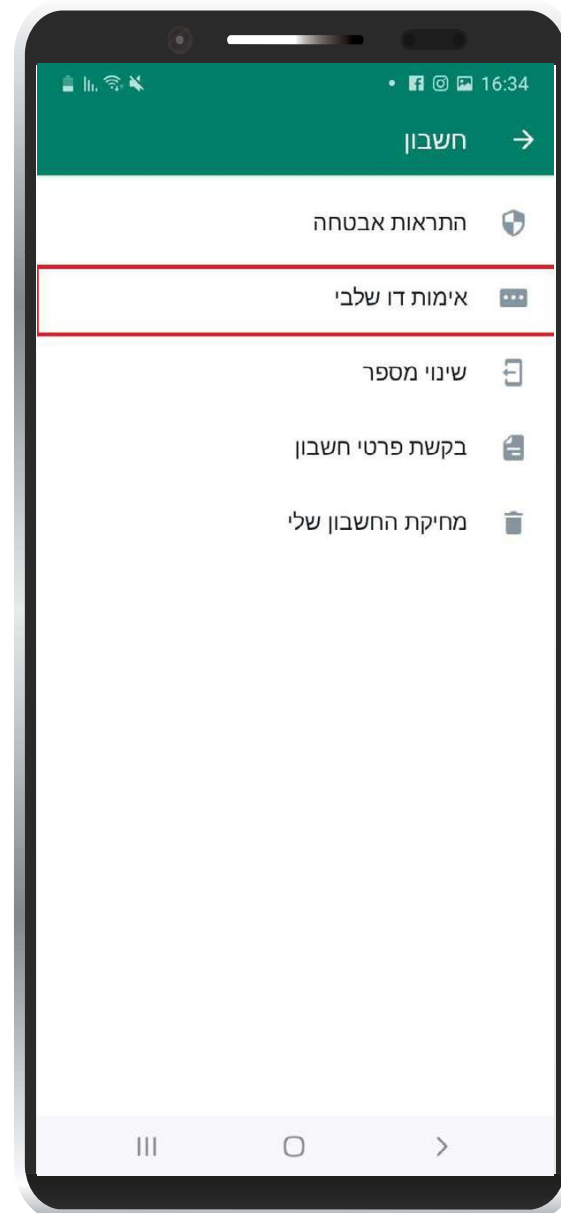 16:34
חשבון
התראות אבטחה
אימות דו שלבי
שינוי מספר
בקשת פרטי חשבון
מחיקת החשבון שלי